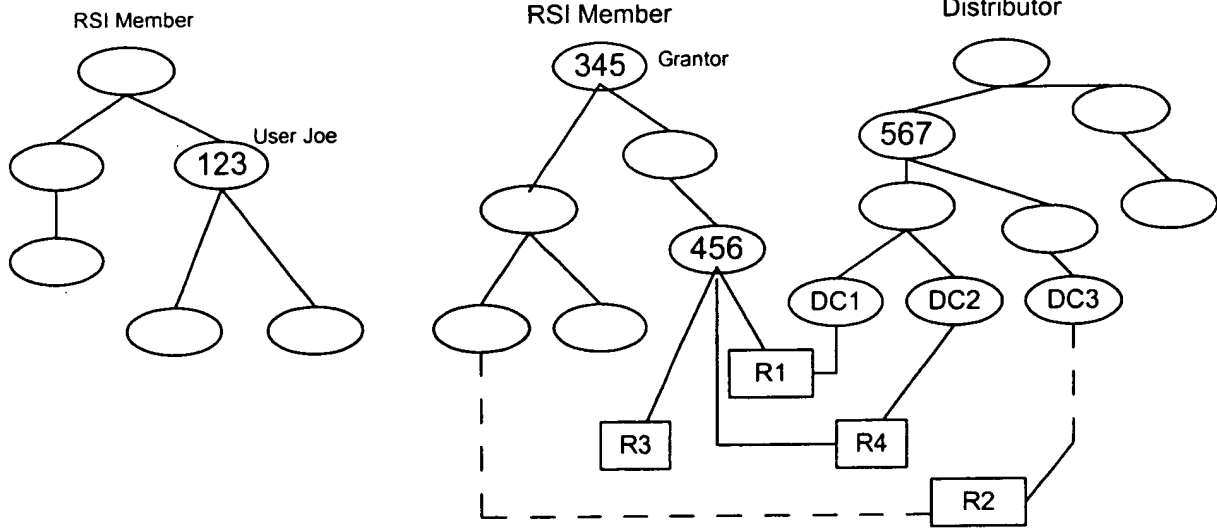 RSI Member
RSI Member
Distributor
345 Grantor
User Joe
123
567
456
DC1 DC2 DC3
R1
R3
R4
R2